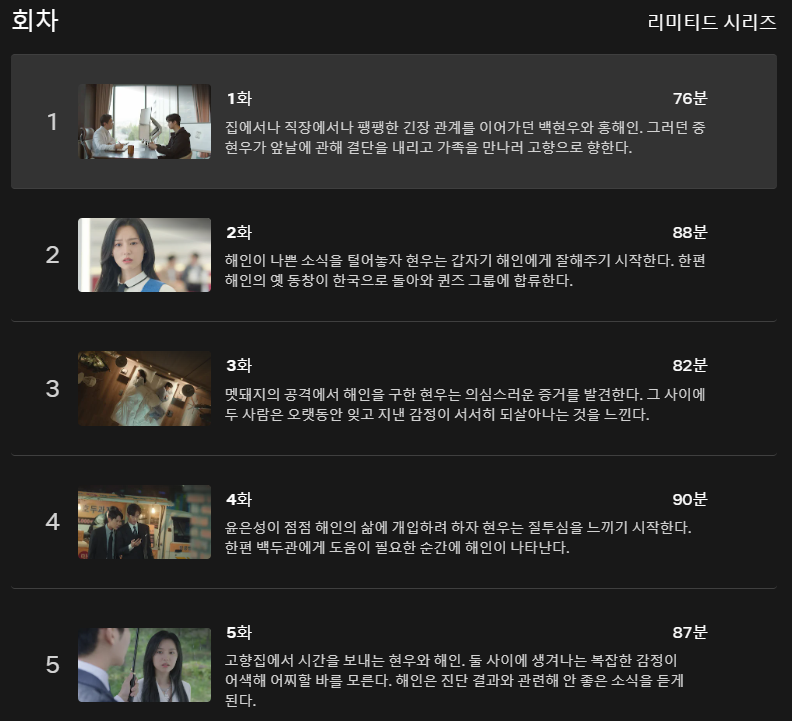 회차
리미티드 시리즈
1
1화
76분
집에서나 직장에서나 팽팽한 긴장 관계를 이어가던 백현우와 홍해인. 그러던 중
현우가 앞날에 관해 결단을 내리고 가족을 만나러 고향으로 향한다.
2
2화
88분
해인이 나쁜 소식을 털어놓자 현우는 갑자기 해인에게 잘해주기 시작한다. 한편
해인의 옛 동창이 한국으로 돌아와 퀸즈 그룹에 합류한다.
3
3화
82분
멧돼지의 공격에서 해인을 구한 현우는 의심스러운 증거를 발견한다. 그 사이에
두 사람은 오랫동안 잊고 지낸 감정이 서서히 되살아나는 것을 느낀다.
4
4화
90분
윤은성이 점점 해인의 삶에 개입하려 하자 현우는 질투심을 느끼기 시작한다.
한편 백두관에게 도움이 필요한 순간에 해인이 나타난다.
5
5화
87분
고향집에서 시간을 보내는 현우와 해인. 둘 사이에 생겨나는 복잡한 감정이
어색해 어찌할 바를 모른다. 해인은 진단 결과와 관련해 안 좋은 소식을 듣게
된다.